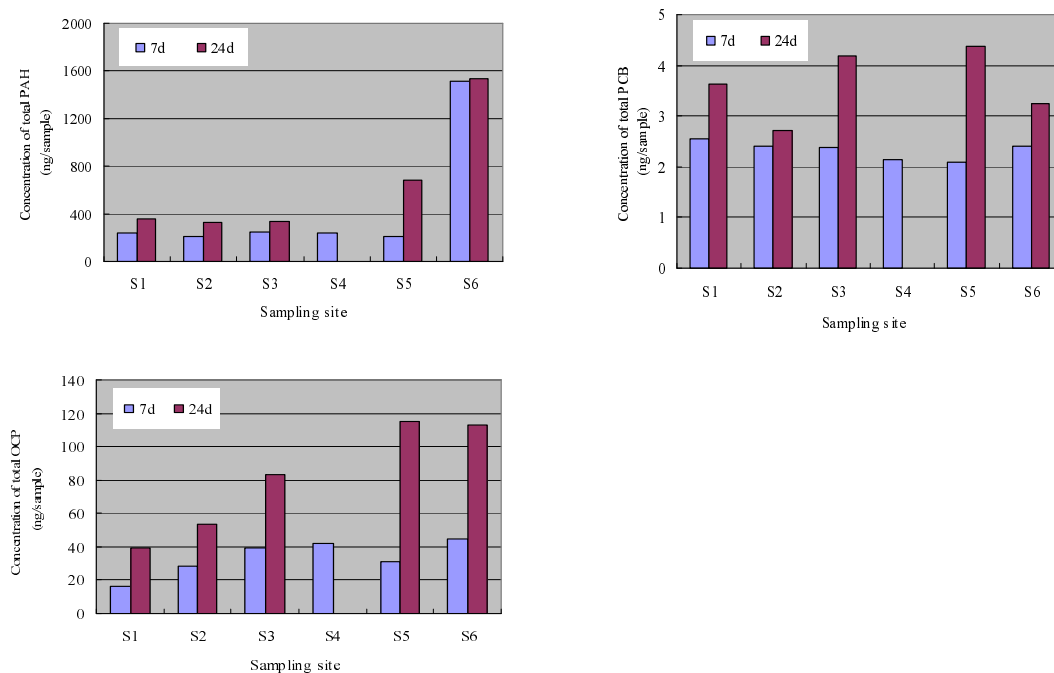 2000
1600
1200
800
400
0
Concentration of total PAH
(ng/sample)
7d 24d
S1 S2 S3 S4 S5 S6
Sampling site
5
4
3
2
1
0
Concentration of total PCB
(ng/sample)
7d 24d
S1 S2 S3 S4 S5 S6
Sampling site
140
120
100
80
60
40
20
0
Concentration of total OCP
(ng/sample)
7d 24d
S1 S2 S3 S4 S5 S6
Sampling site